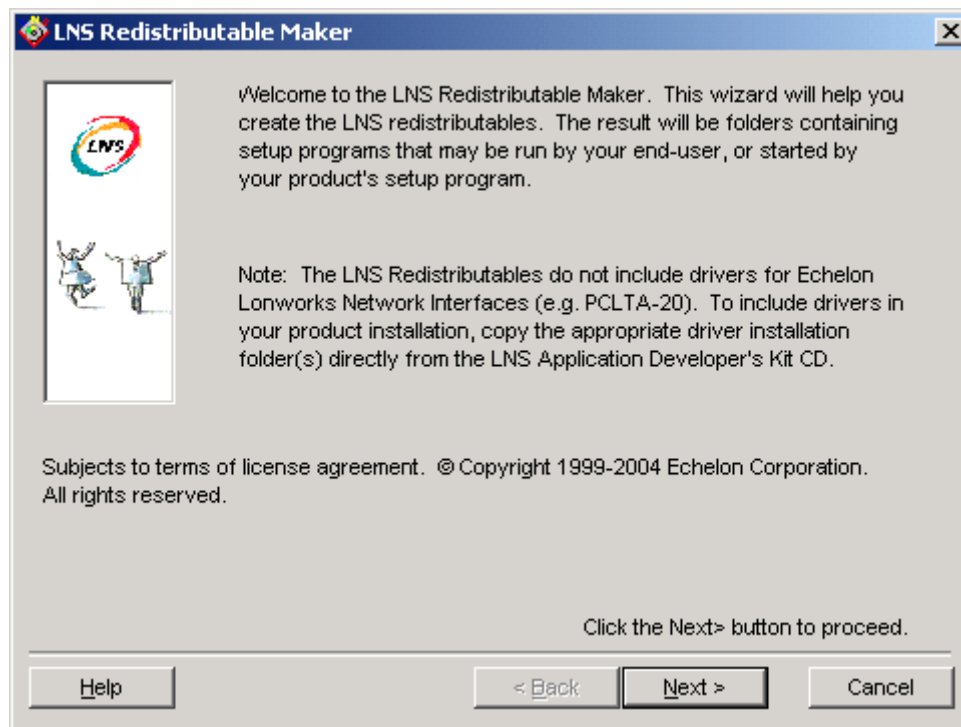 LNS Redistributable Maker
LNS
Welcome to the LNS Redistributable Maker. This wizard will help you
create the LNS redistributables. The result will be folders containing
setup programs that may be run by your end-user, or started by
your product's setup program.
Note: The LNS Redistributables do not include drivers for Echelon
Lonworks Network Interfaces (e.g. PCLTA-20). To include drivers in
your product installation, copy the appropriate driver installation
folder(s) directly from the LNS Application Developer's Kit CD.
Subjects to terms of license agreement. © Copyright 1999-2004 Echelon Corporation.
All rights reserved.
Click the Next> button to proceed.
Help
< Back
Next >
Cancel